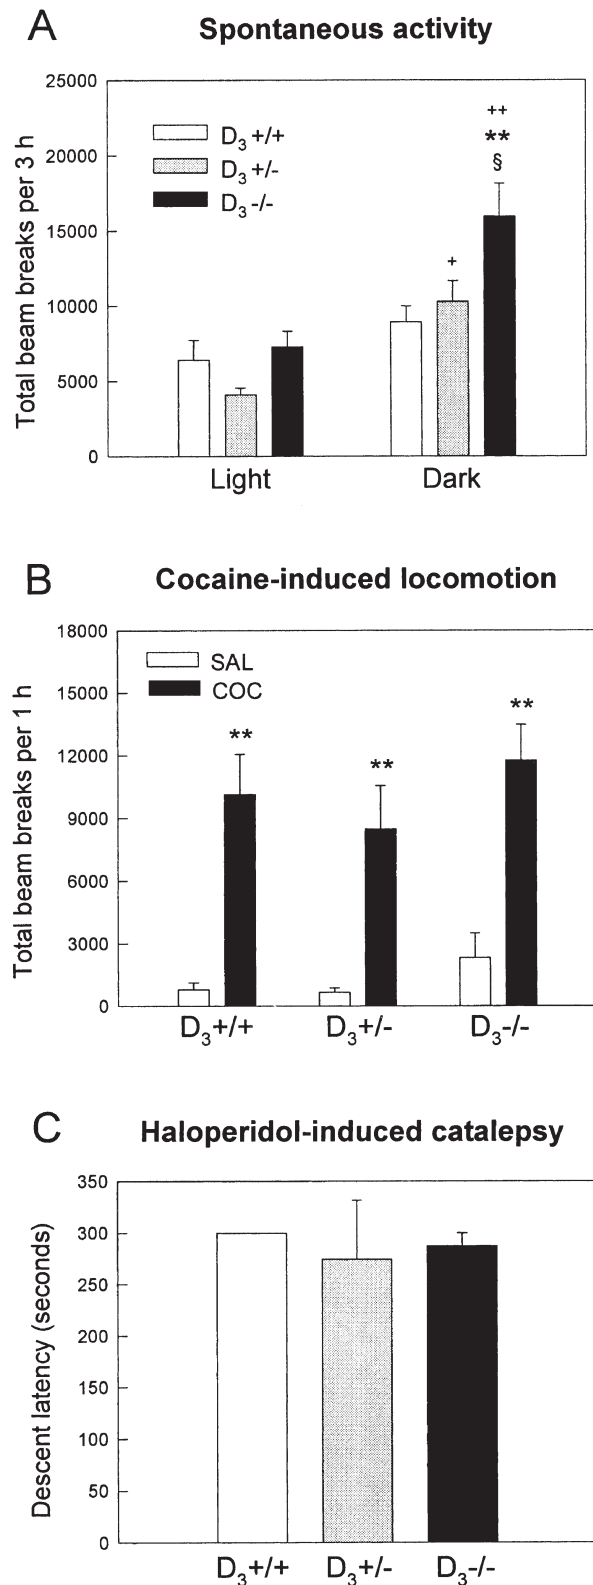 A
Spontaneous activity
Total beam breaks per 3 h
25000
20000
15000
10000
5000
0
D3+/+
D3+/-
D3-/-
++
**
§
+
Light
Dark
B
Cocaine-induced locomotion
Total beam breaks per 1 h
18000
15000
12000
9000
6000
3000
0
SAL
COC
**
**
**
D3+/+
D3+/-
D3-/-
C
Haloperidol-induced catalepsy
Descent latency (seconds)
350
300
250
200
150
100
50
0
D3+/+
D3+/-
D3-/-